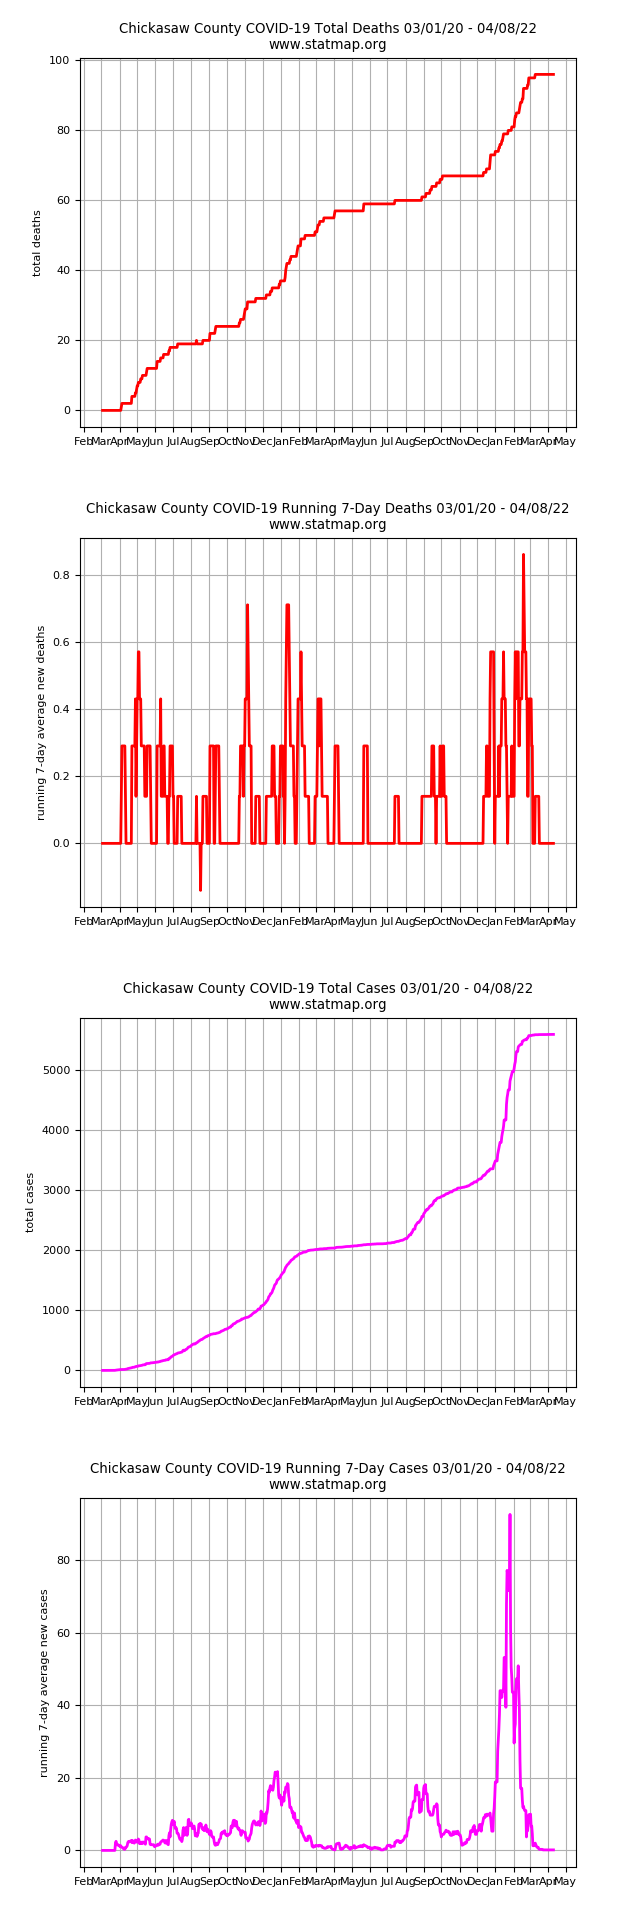 Chickasaw County COVID-19 Total Deaths 03/01/20 - 04/08/22
www.statmap.org
total deaths
100
80
60
40
20
0
Feb Mar Apr May Jun Jul Aug Sep Oct Nov Dec Jan Feb Mar Apr May Jun Jul Aug Sep Oct Nov Dec Jan Feb Mar Apr May
Chickasaw County COVID-19 Running 7-Day Deaths 03/01/20 - 04/08/22
www.statmap.org
running 7-day average new deaths
0.8
0.6
0.4
0.2
0.0
Feb Mar Apr May Jun Jul Aug Sep Oct Nov Dec Jan Feb Mar Apr May Jun Jul Aug Sep Oct Nov Dec Jan Feb Mar Apr May
Chickasaw County COVID-19 Total Cases 03/01/20 - 04/08/22
www.statmap.org
total cases
5000
4000
3000
2000
1000
0
Feb Mar Apr May Jun Jul Aug Sep Oct Nov Dec Jan Feb Mar Apr May Jun Jul Aug Sep Oct Nov Dec Jan Feb Mar Apr May
Chickasaw County COVID-19 Running 7-Day Cases 03/01/20 - 04/08/22
www.statmap.org
running 7-day average new cases
80
60
40
20
0
Feb Mar Apr May Jun Jul Aug Sep Oct Nov Dec Jan Feb Mar Apr May Jun Jul Aug Sep Oct Nov Dec Jan Feb Mar Apr May